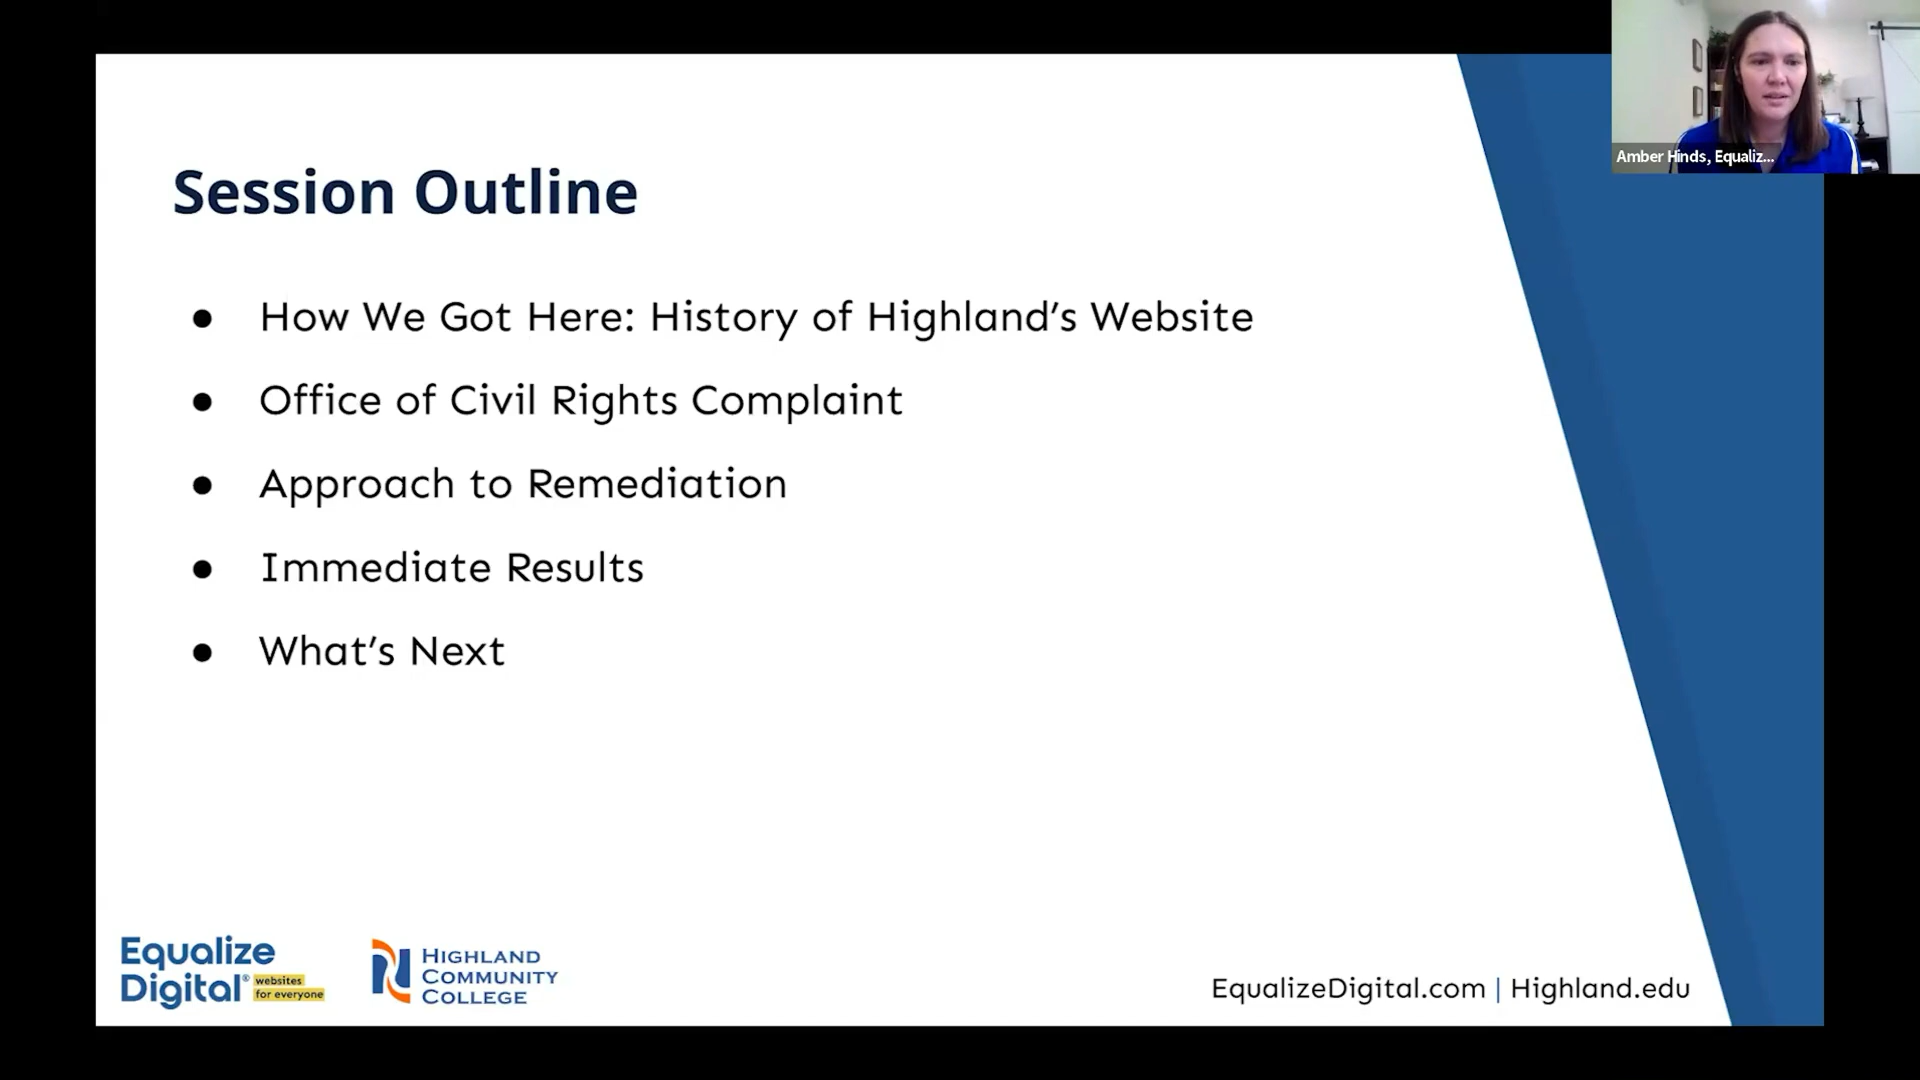 Amber Hinds, Equaliz...
Session Outline
● How We Got Here: History of Highland’s Website
● Office of Civil Rights Complaint
● Approach to Remediation
● Immediate Results
● What’s Next
Equalize
Digital®
websites
for everyone
HIGHLAND
COMMUNITY
COLLEGE
EqualizeDigital.com | Highland.edu